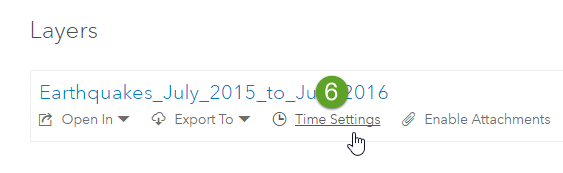 Layers
Earthquakes_July_2015_to_Ju 6 2016
Open In Export To Time Settings Enable Attachments